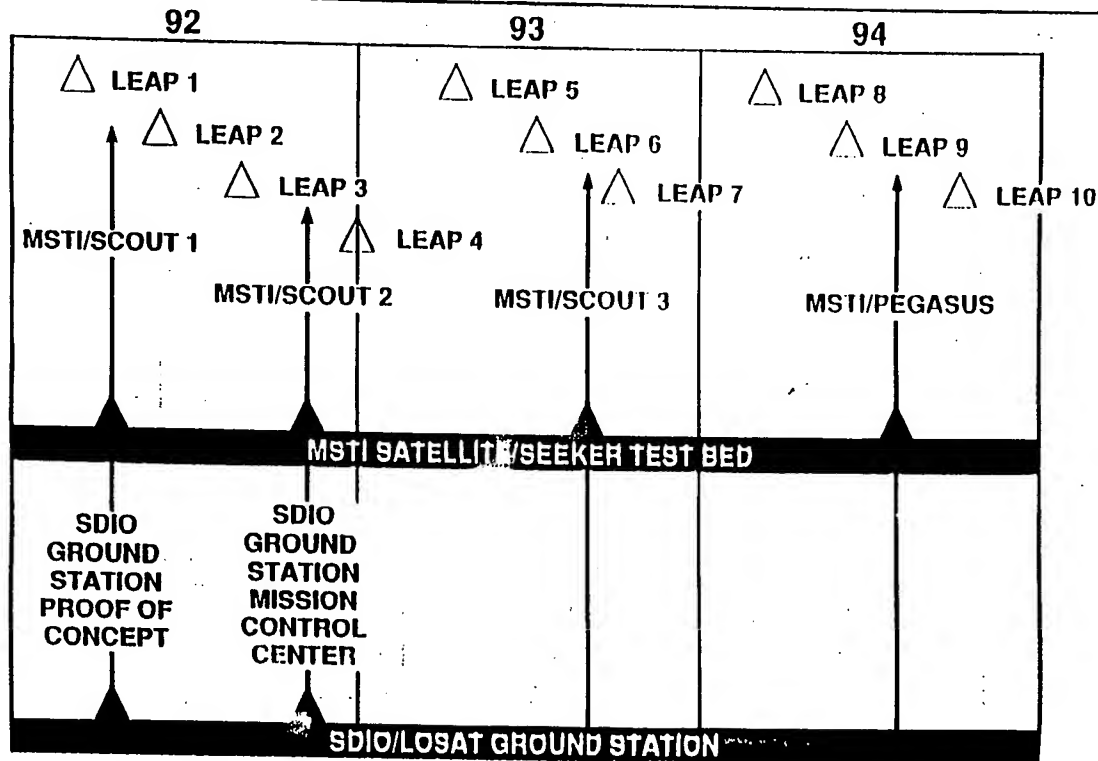 92
93
94
LEAP 1
LEAP 5
LEAP 8
LEAP 2
LEAP 6
LEAP 9
LEAP 3
LEAP 7
LEAP 10
MSTI/SCOUT 1
LEAP 4
MSTI/SCOUT 2
MSTI/SCOUT 3
MSTI/PEGASUS
MSTI SATELLITE/SEEKER TEST BED
SDIO
GROUND
STATION
PROOF OF
CONCEPT
SDIO
GROUND
STATION
MISSION
CONTROL
CENTER
SDIO/LOSAT GROUND STATION